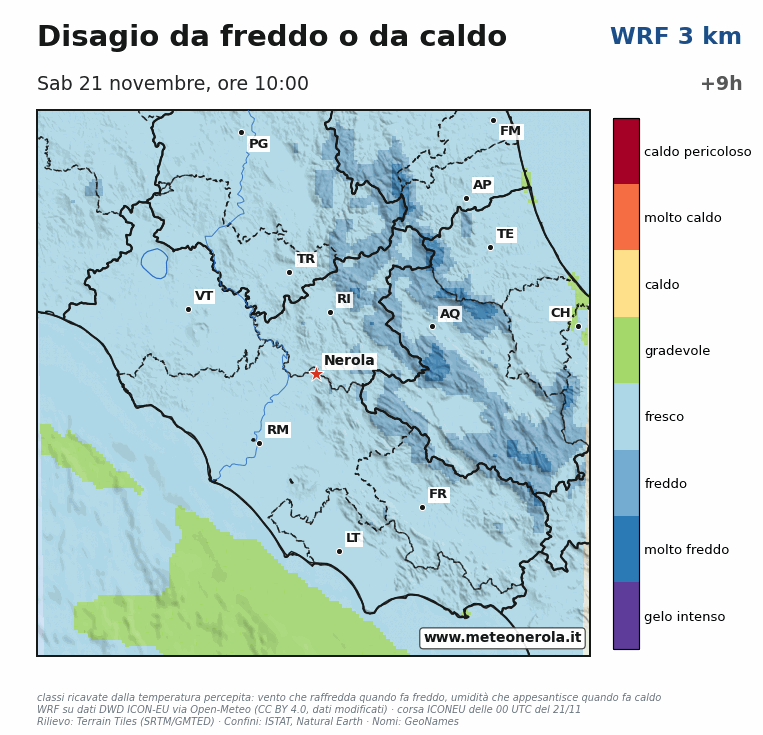 Disagio da freddo o da caldo
WRF 3 km
Sab 21 novembre, ore 10:00
+9h
FM
PG
AP
TE
TR
VT
RI
AQ
CH
Nerola
RM
FR
LT
www.meteonerola.it
caldo pericoloso
molto caldo
caldo
gradevole
fresco
freddo
molto freddo
gelo intenso
classi ricavate dalla temperatura percepita: vento che raffredda quando fa freddo, umidità che appesantisce quando fa caldo
WRF su dati DWD ICON-EU via Open-Meteo (CC BY 4.0, dati modificati) · corsa ICONEU delle 00 UTC del 21/11
Rilievo: Terrain Tiles (SRTM/GMTED) · Confini: ISTAT, Natural Earth · Nomi: GeoNames